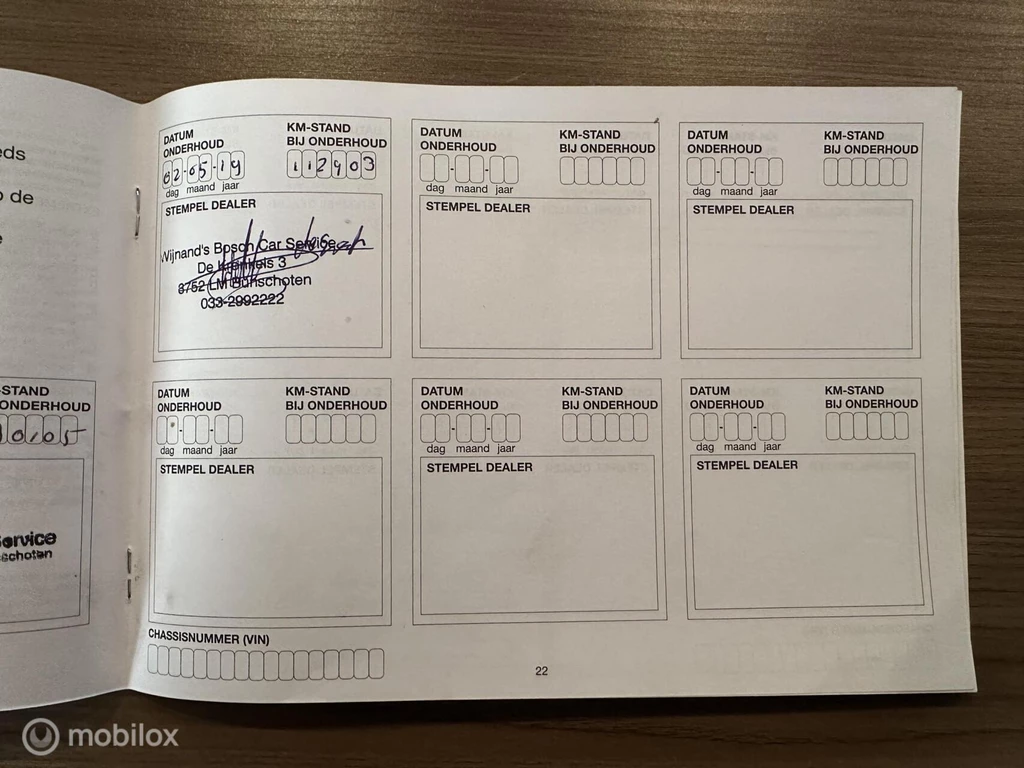 eds
de
-STAND
ONDERHOUD
ervice
schoten
DATUM
ONDERHOUD
02-05-19
dag maand jaar
KM-STAND
BIJ ONDERHOUD
112903
STEMPEL DEALER
Wijnand's Bosch Car Service
De 3
8752 LM Bunschoten
033-2992222
DATUM
ONDERHOUD
dag maand jaar
KM-STAND
BIJ ONDERHOUD
STEMPEL DEALER
DATUM
ONDERHOUD
dag maand jaar
KM-STAND
BIJ ONDERHOUD
STEMPEL DEALER
DATUM
ONDERHOUD
dag maand jaar
KM-STAND
BIJ ONDERHOUD
STEMPEL DEALER
DATUM
ONDERHOUD
dag maand jaar
KM-STAND
BIJ ONDERHOUD
STEMPEL DEALER
DATUM
ONDERHOUD
dag maand jaar
KM-STAND
BIJ ONDERHOUD
STEMPEL DEALER
CHASSISNUMMER (VIN)
22
mobilox